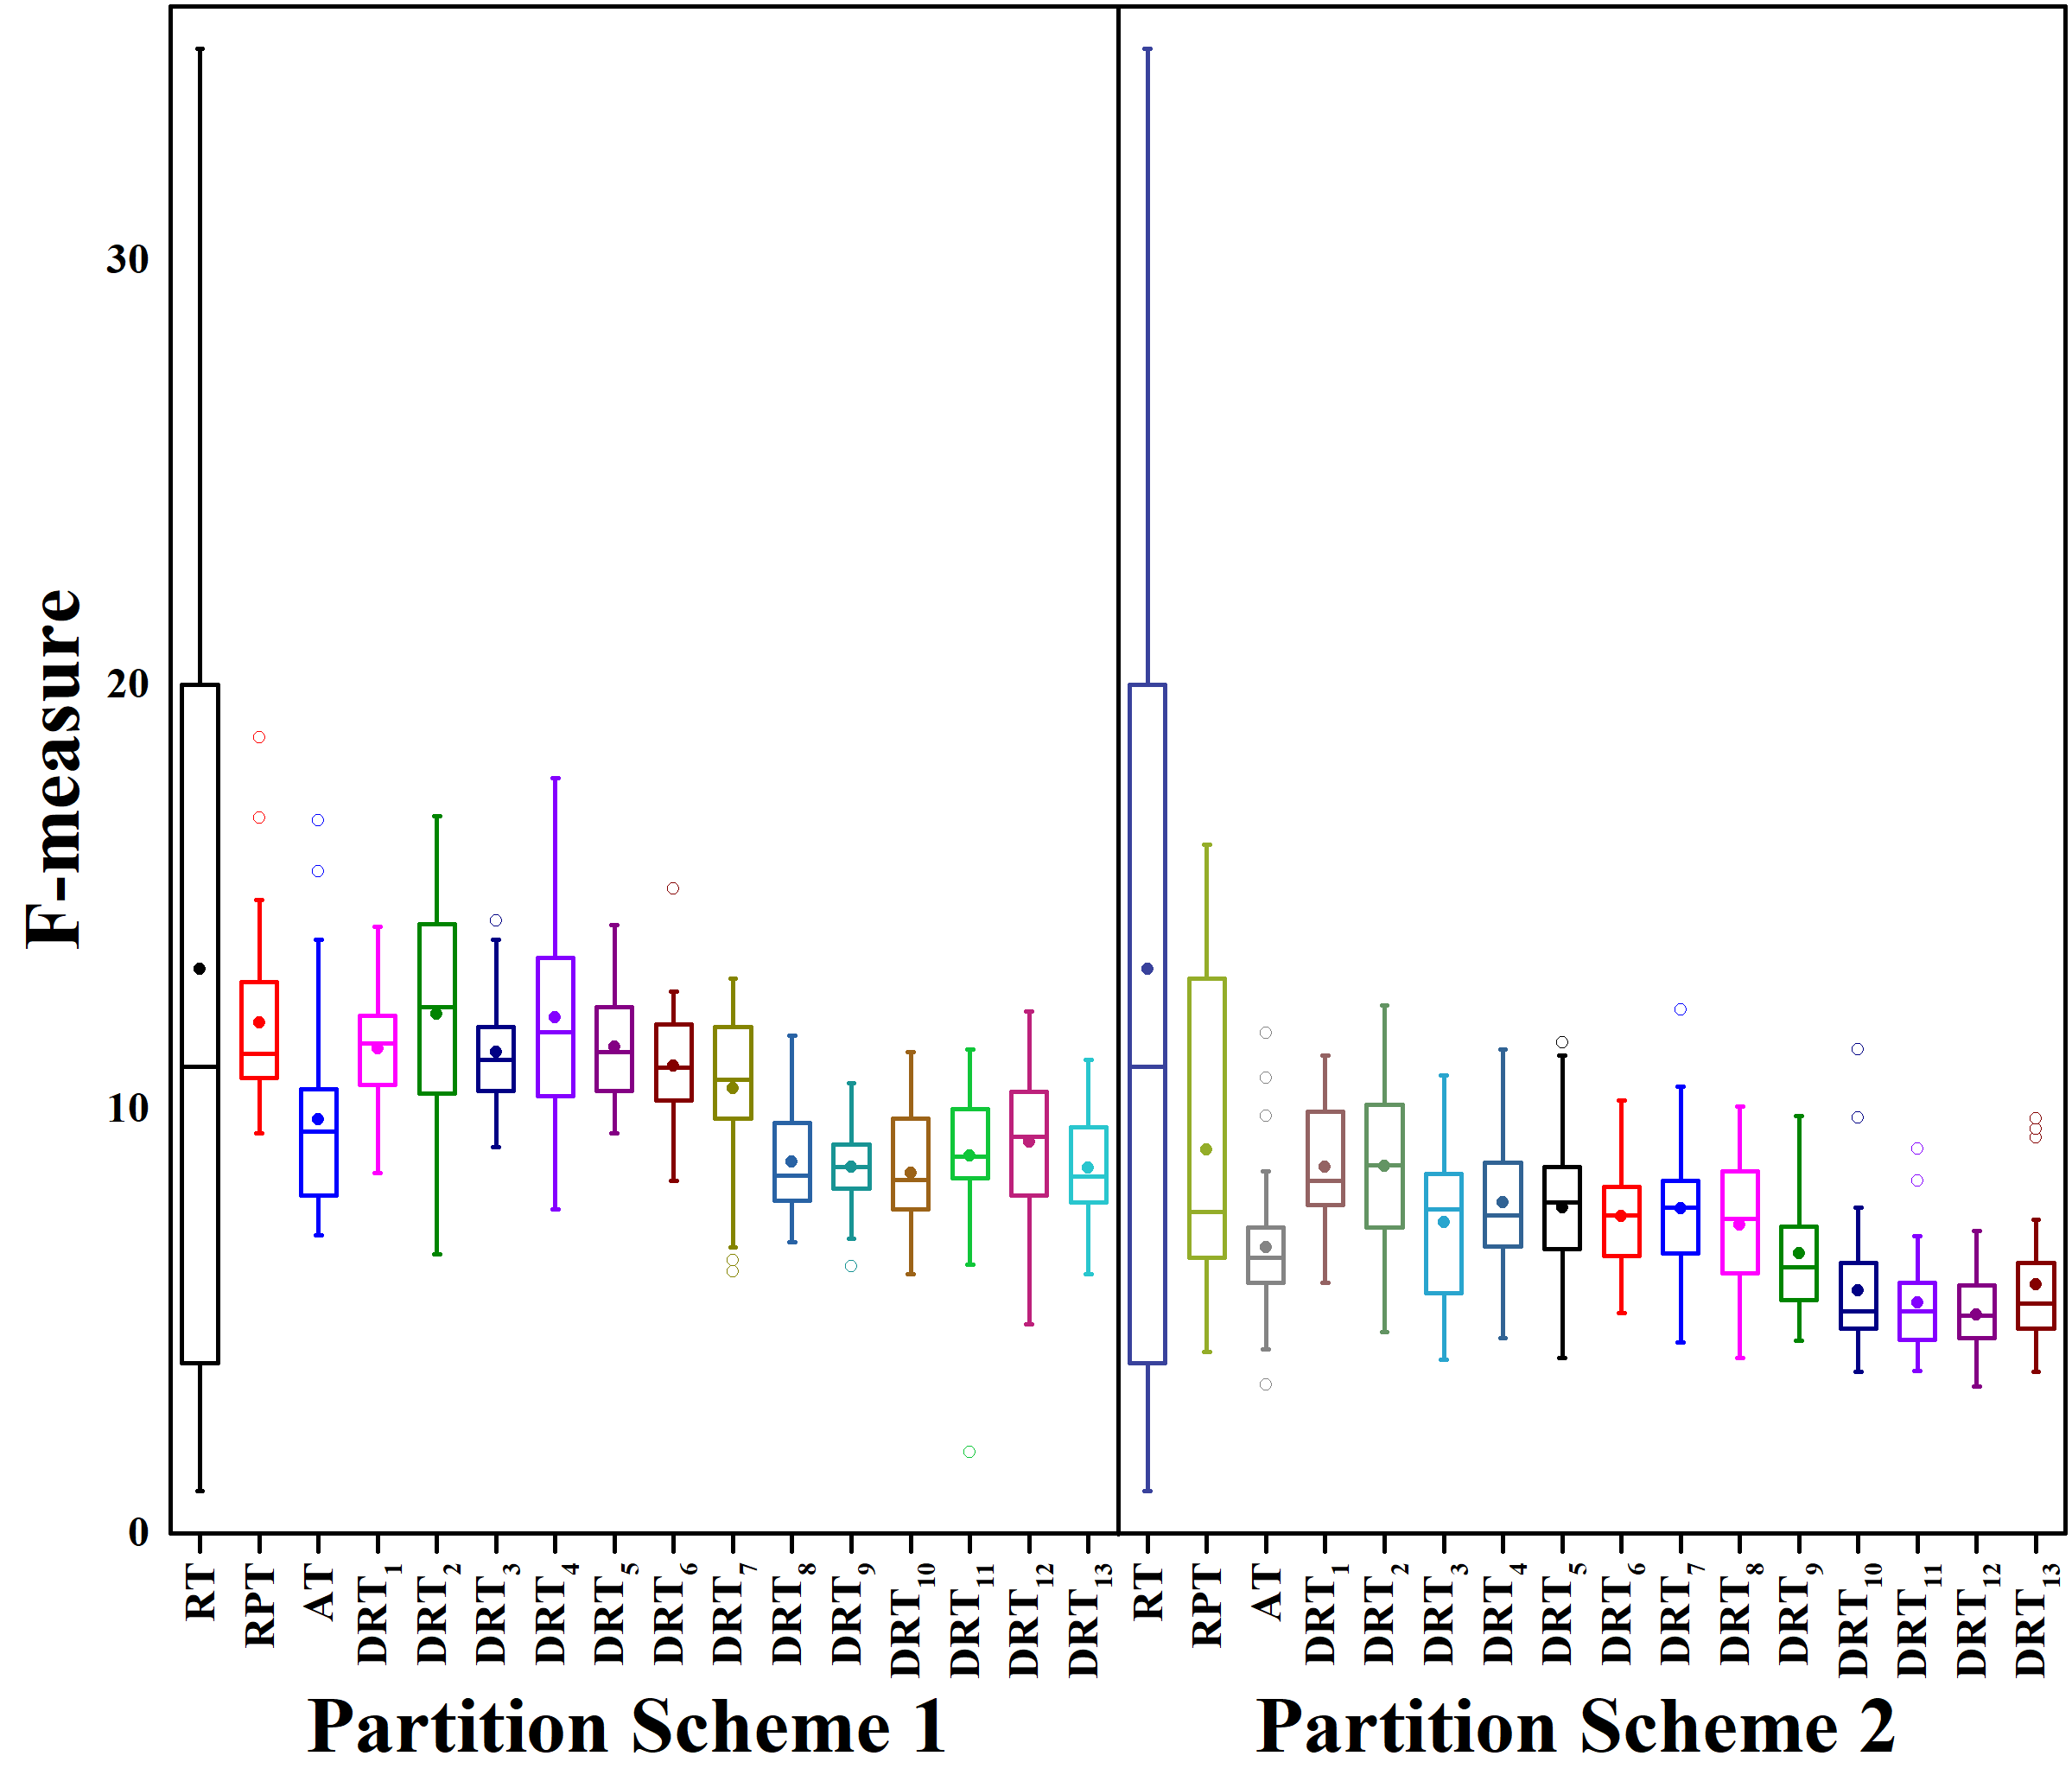 F-measure
30
20
10
0
RT RPT AT DRT1 DRT2 DRT3 DRT4 DRT5 DRT6 DRT7 DRT8 DRT9 DRT10 DRT11 DRT12 DRT13 RT RPT AT DRT1 DRT2 DRT3 DRT4 DRT5 DRT6 DRT7 DRT8 DRT9 DRT10 DRT11 DRT12 DRT13
Partition Scheme 1 Partition Scheme 2